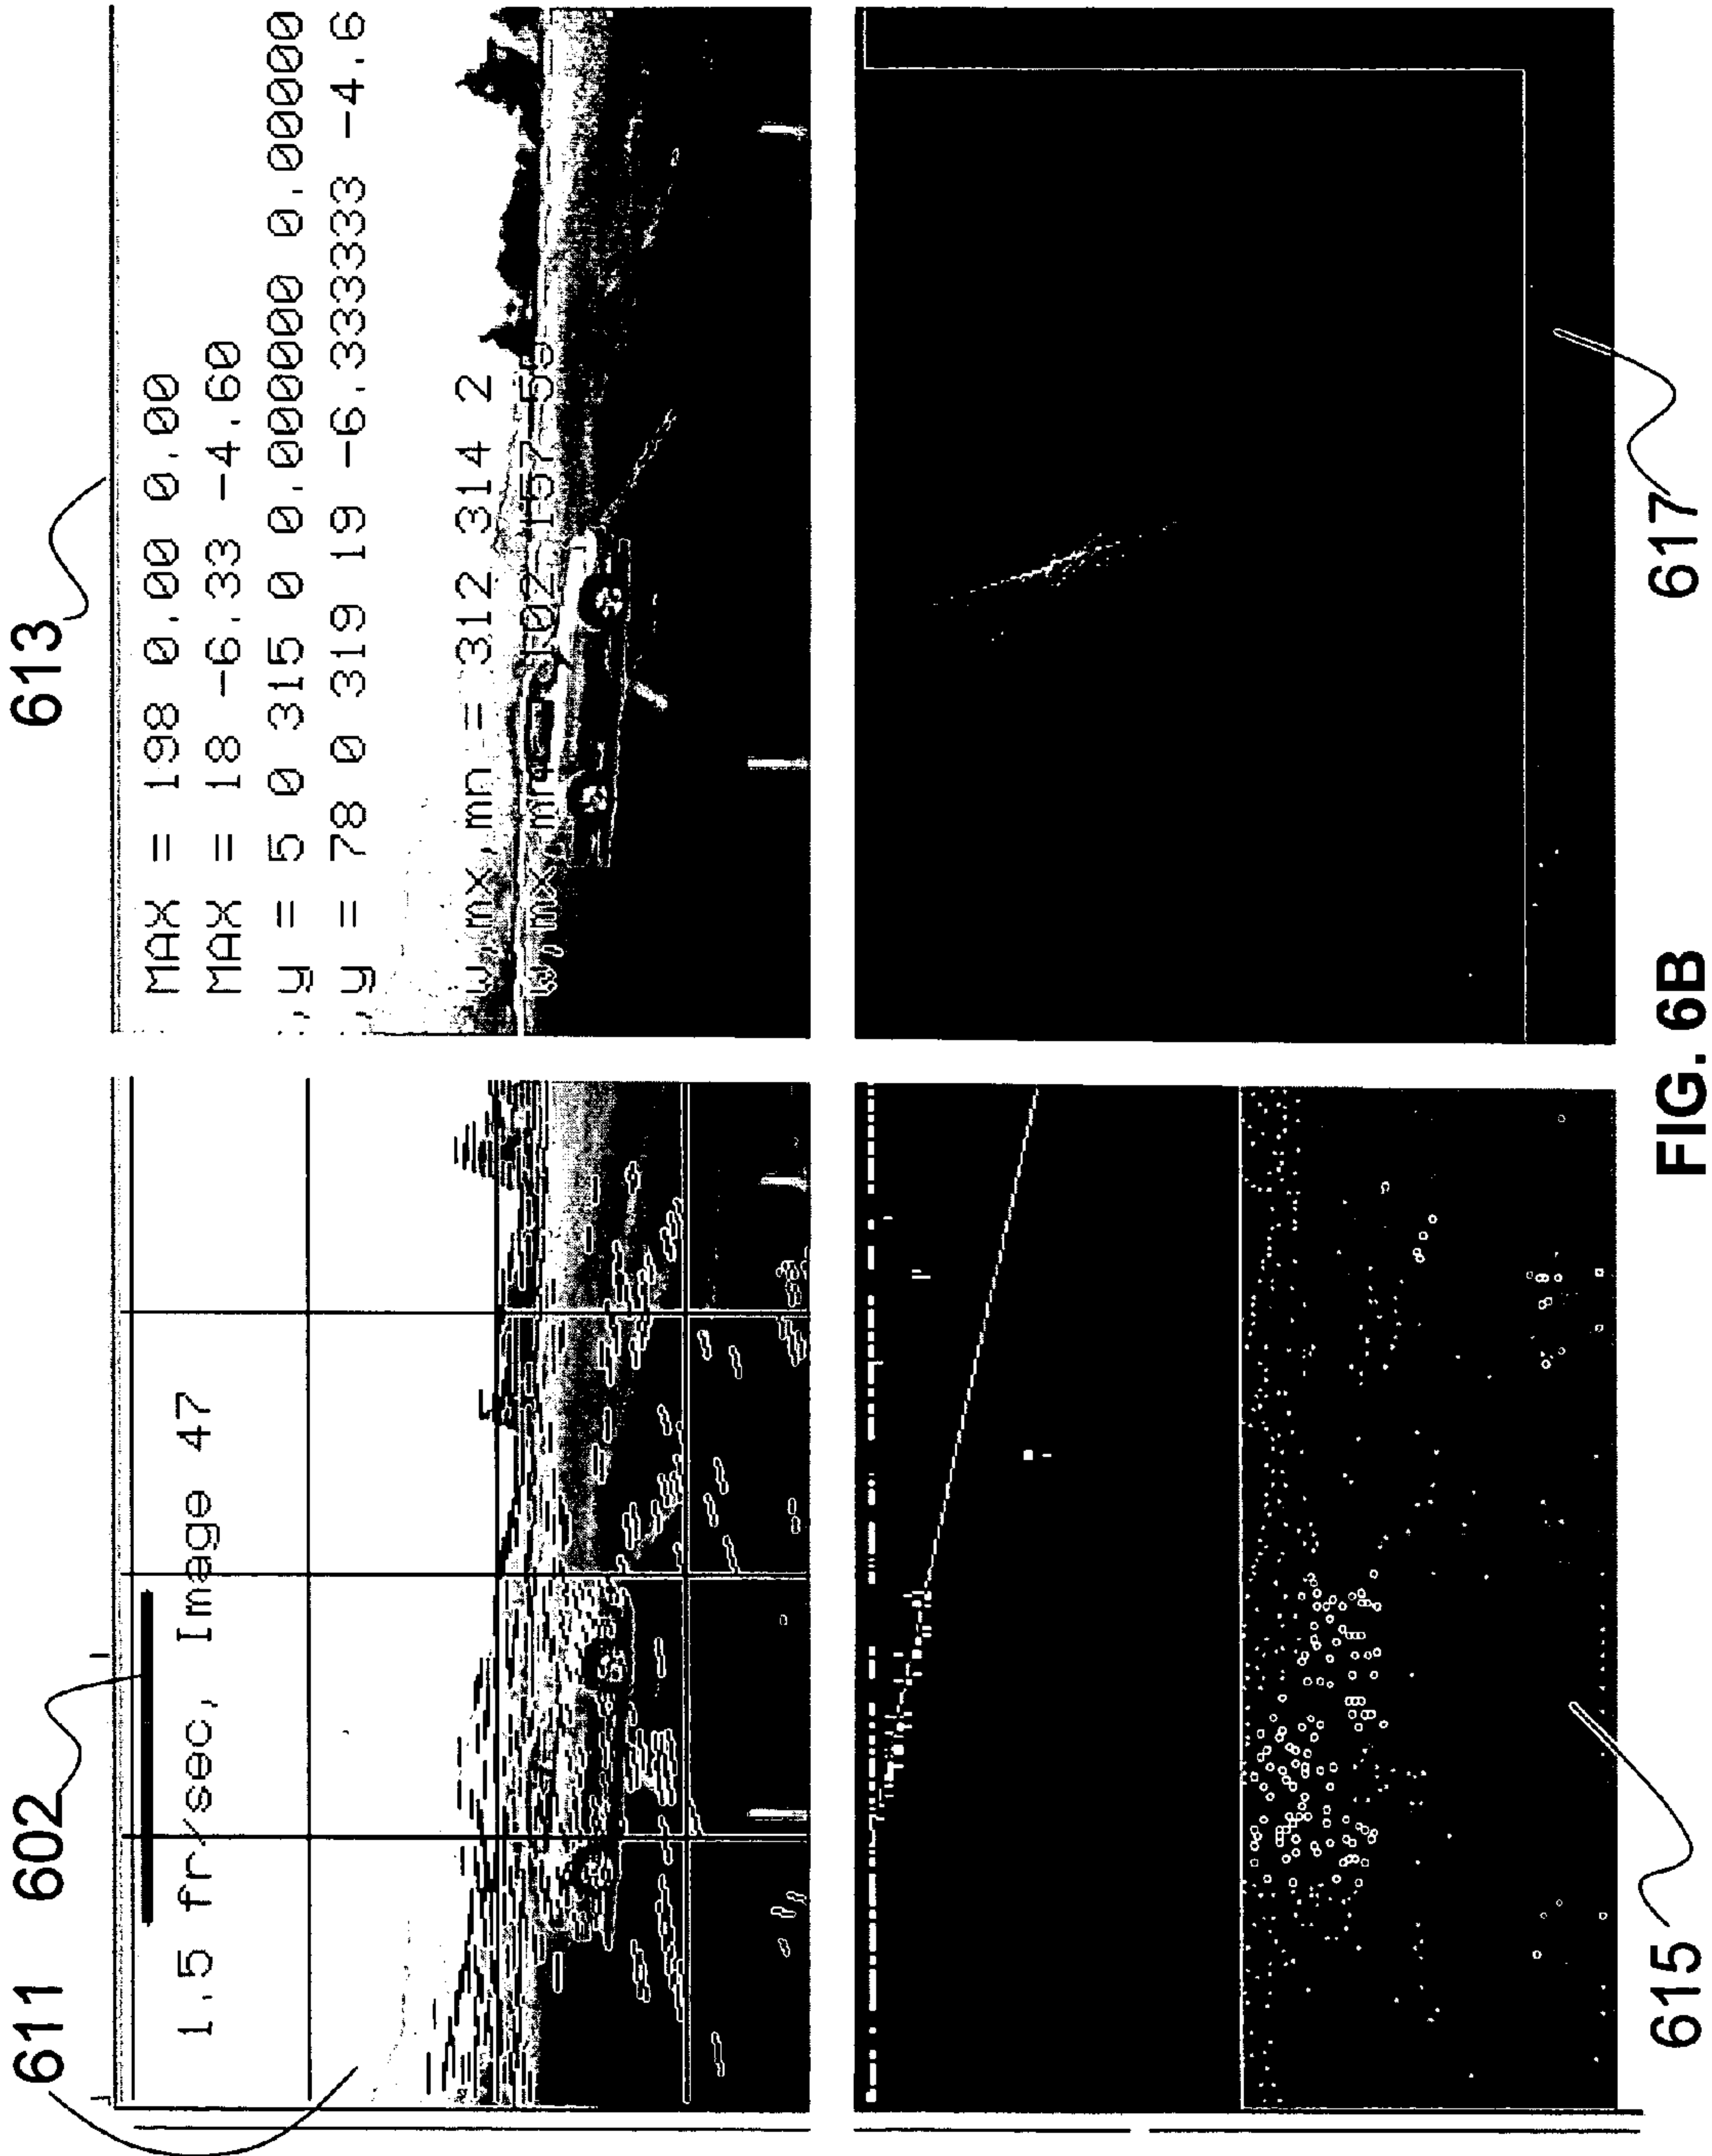 611 602
613
1.5 fr/sec, Image 47
MAX = 198 0.00 0.00
MAX = 18 -6.33 -4.60
, y = 5 0 315 0 0.000000 0.00000
, y = 78 0 319 19 -6.333333 -4.6
w, mx, mn = 312 314 2
w, mx, mn
615
617
FIG. 6B